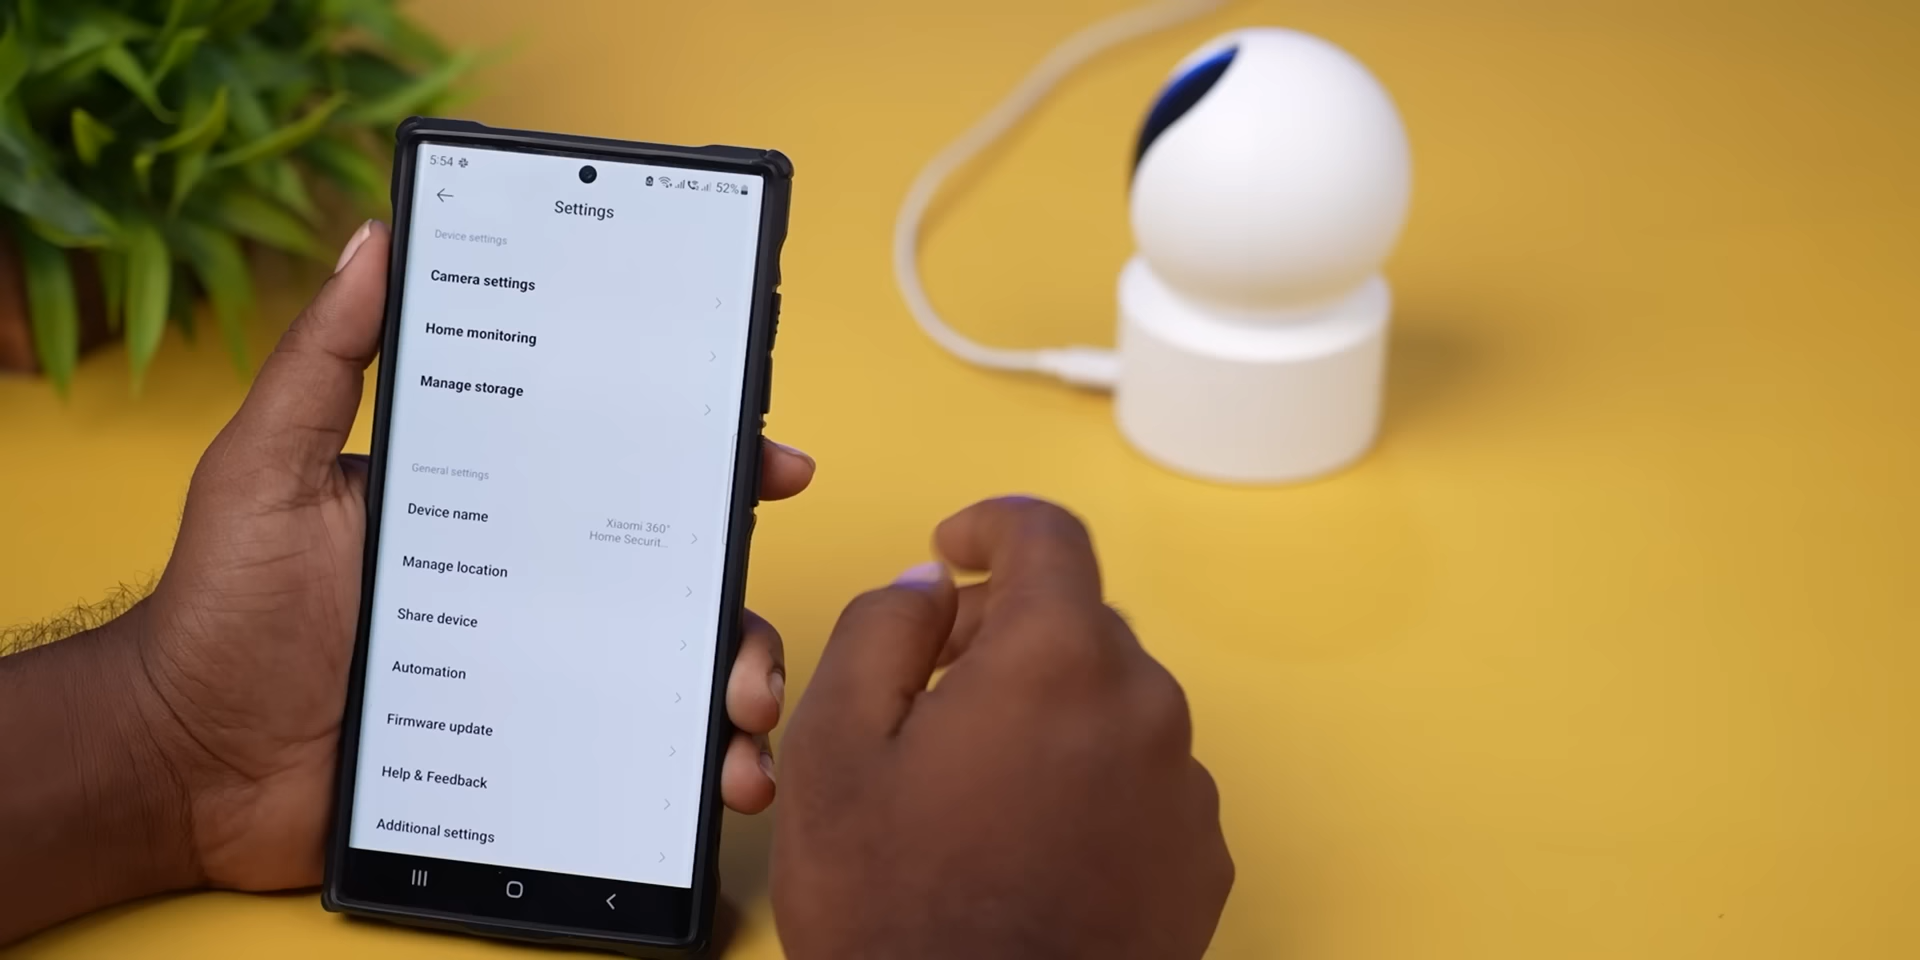 5:54
52%
Settings
Device settings
Camera settings
Home monitoring
Manage storage
General settings
Device name
Xiaomi 360°
Home Securit...
Manage location
Share device
Automation
Firmware update
Help & Feedback
Additional settings